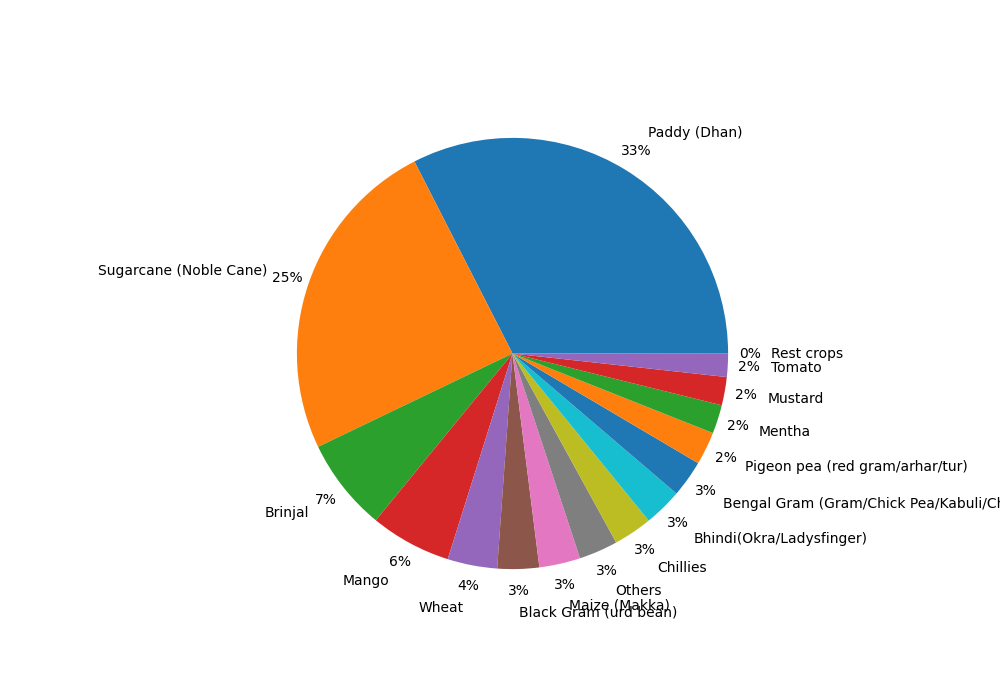 Paddy (Dhan)
33%
Sugarcane (Noble Cane)
25%
Brinjal
7%
Mango
6%
Wheat
4%
Black Gram (urd bean)
3%
Maize (Makka)
3%
Others
3%
Chillies
3%
Bhindi(Okra/Ladysfinger)
3%
Bengal Gram (Gram/Chick Pea/Kabuli/Ch
3%
Pigeon pea (red gram/arhar/tur)
2%
Mentha
2%
Mustard
2%
Tomato
2%
Rest crops
0%